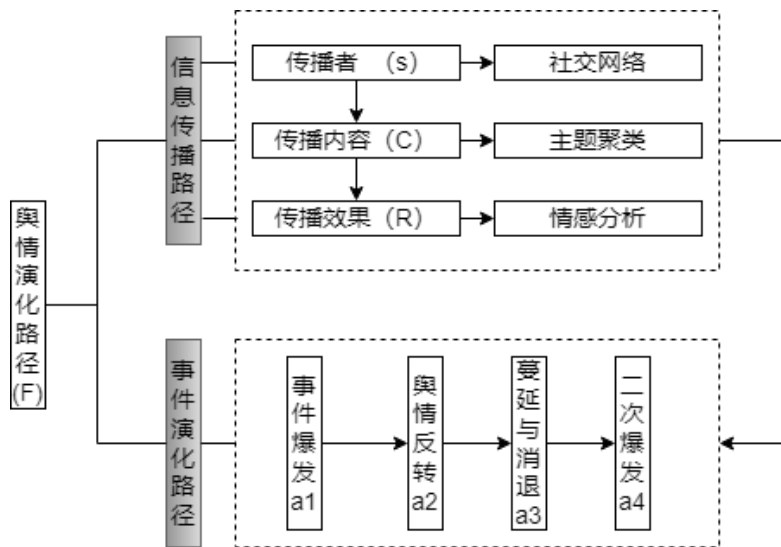 舆情演化路径(F)
信息传播路径
传播者 (s)
社交网络
传播内容（C）
主题聚类
传播效果（R）
情感分析
事件演化路径
事件爆发a1
舆情反转a2
蔓延与消退a3
二次爆发a4